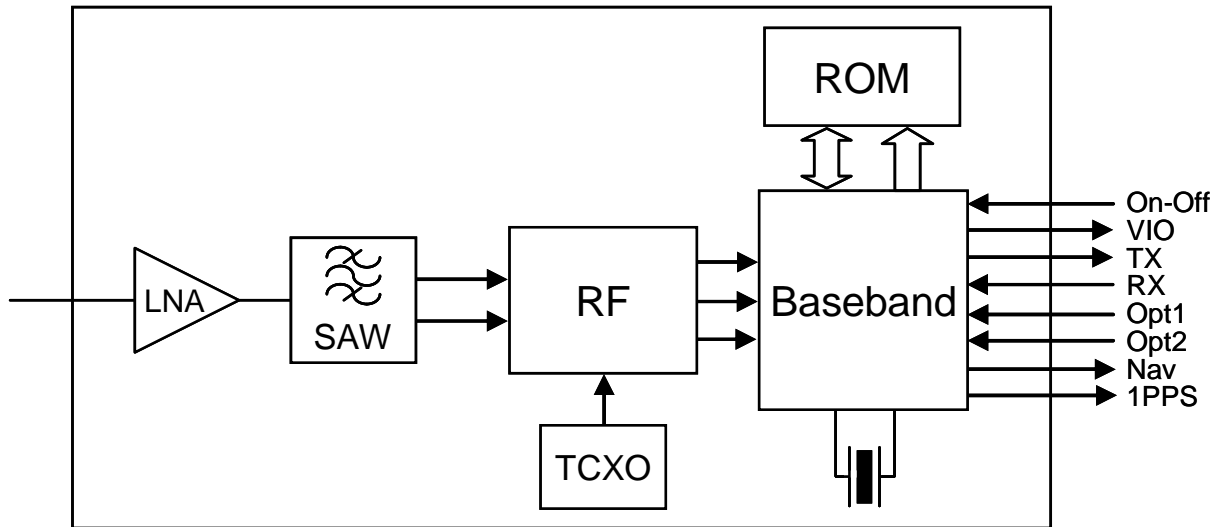 ROM
On-Off
VIO
TX
RX
Opt1
Opt2
Nav
1PPS
LNA
SAW
RF
Baseband
TCXO